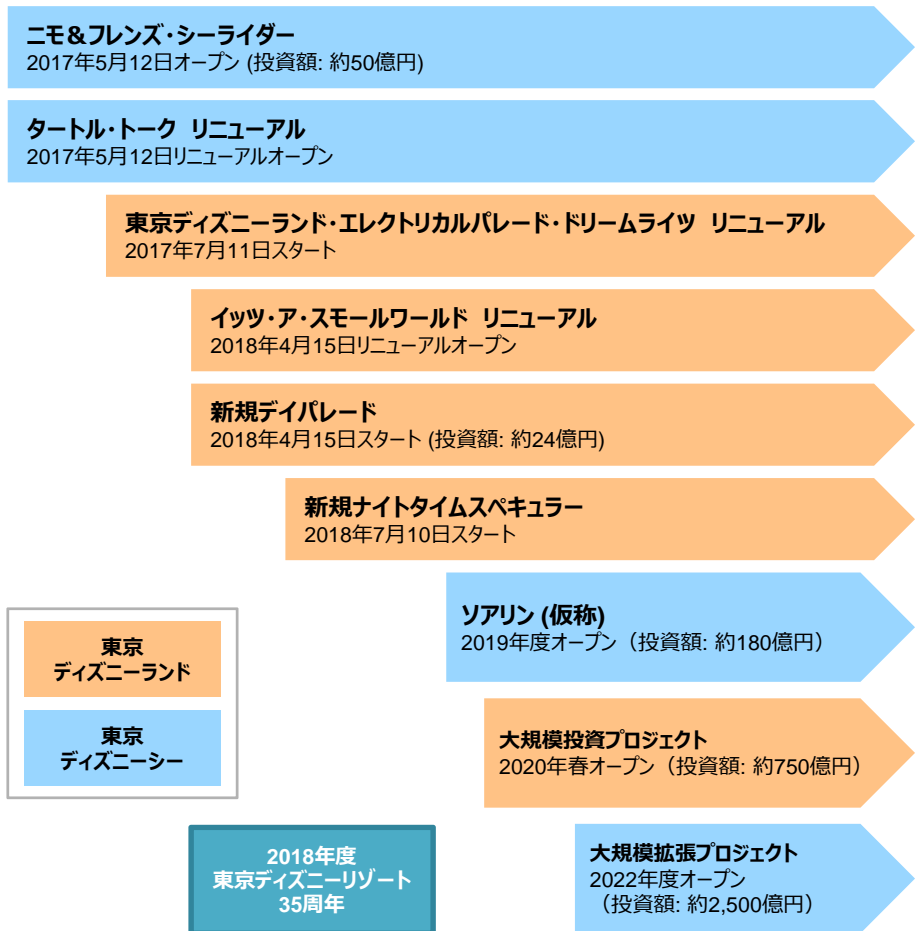 ニモ＆フレンズ・シーライダー
2017年5月12日オープン (投資額: 約50億円)
タートル・トーク リニューアル
2017年5月12日リニューアルオープン
東京ディズニーランド・エレクトリカルパレード・ドリームライツ リニューアル
2017年7月11日スタート
イッツ・ア・スモールワールド リニューアル
2018年4月15日リニューアルオープン
新規デイパレード
2018年4月15日スタート (投資額: 約24億円)
新規ナイトタイムスペキュラー
2018年7月10日スタート
ソアリン (仮称)
2019年度オープン（投資額: 約180億円）
東京
ディズニーランド
東京
ディズニーシー
大規模投資プロジェクト
2020年春オープン（投資額: 約750億円）
2018年度
東京ディズニーリゾート
35周年
大規模拡張プロジェクト
2022年度オープン
（投資額: 約2,500億円）